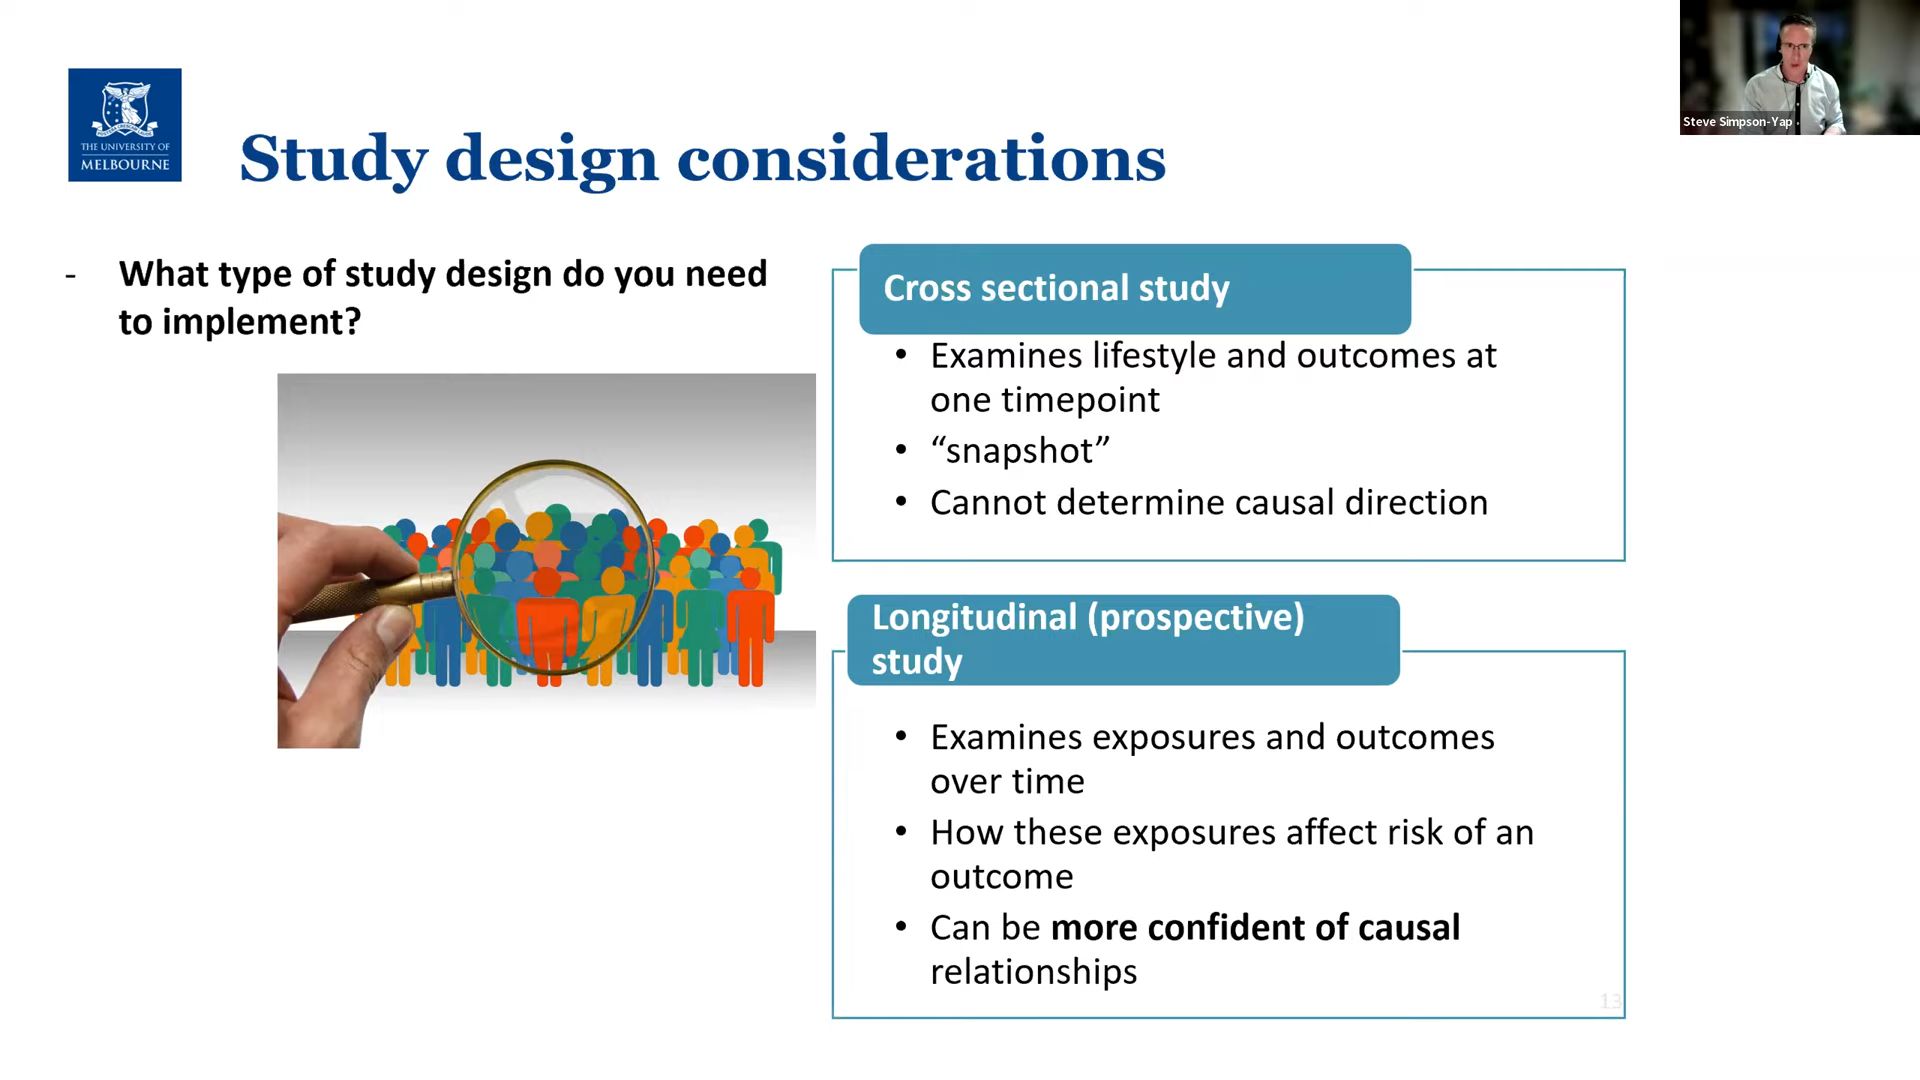 THE UNIVERSITY OF
MELBOURNE
Study design considerations
Steve Simpson-Yap
- What type of study design do you need
to implement?
Cross sectional study
• Examines lifestyle and outcomes at
one timepoint
• “snapshot”
• Cannot determine causal direction
Longitudinal (prospective)
study
• Examines exposures and outcomes
over time
• How these exposures affect risk of an
outcome
• Can be more confident of causal
relationships
13